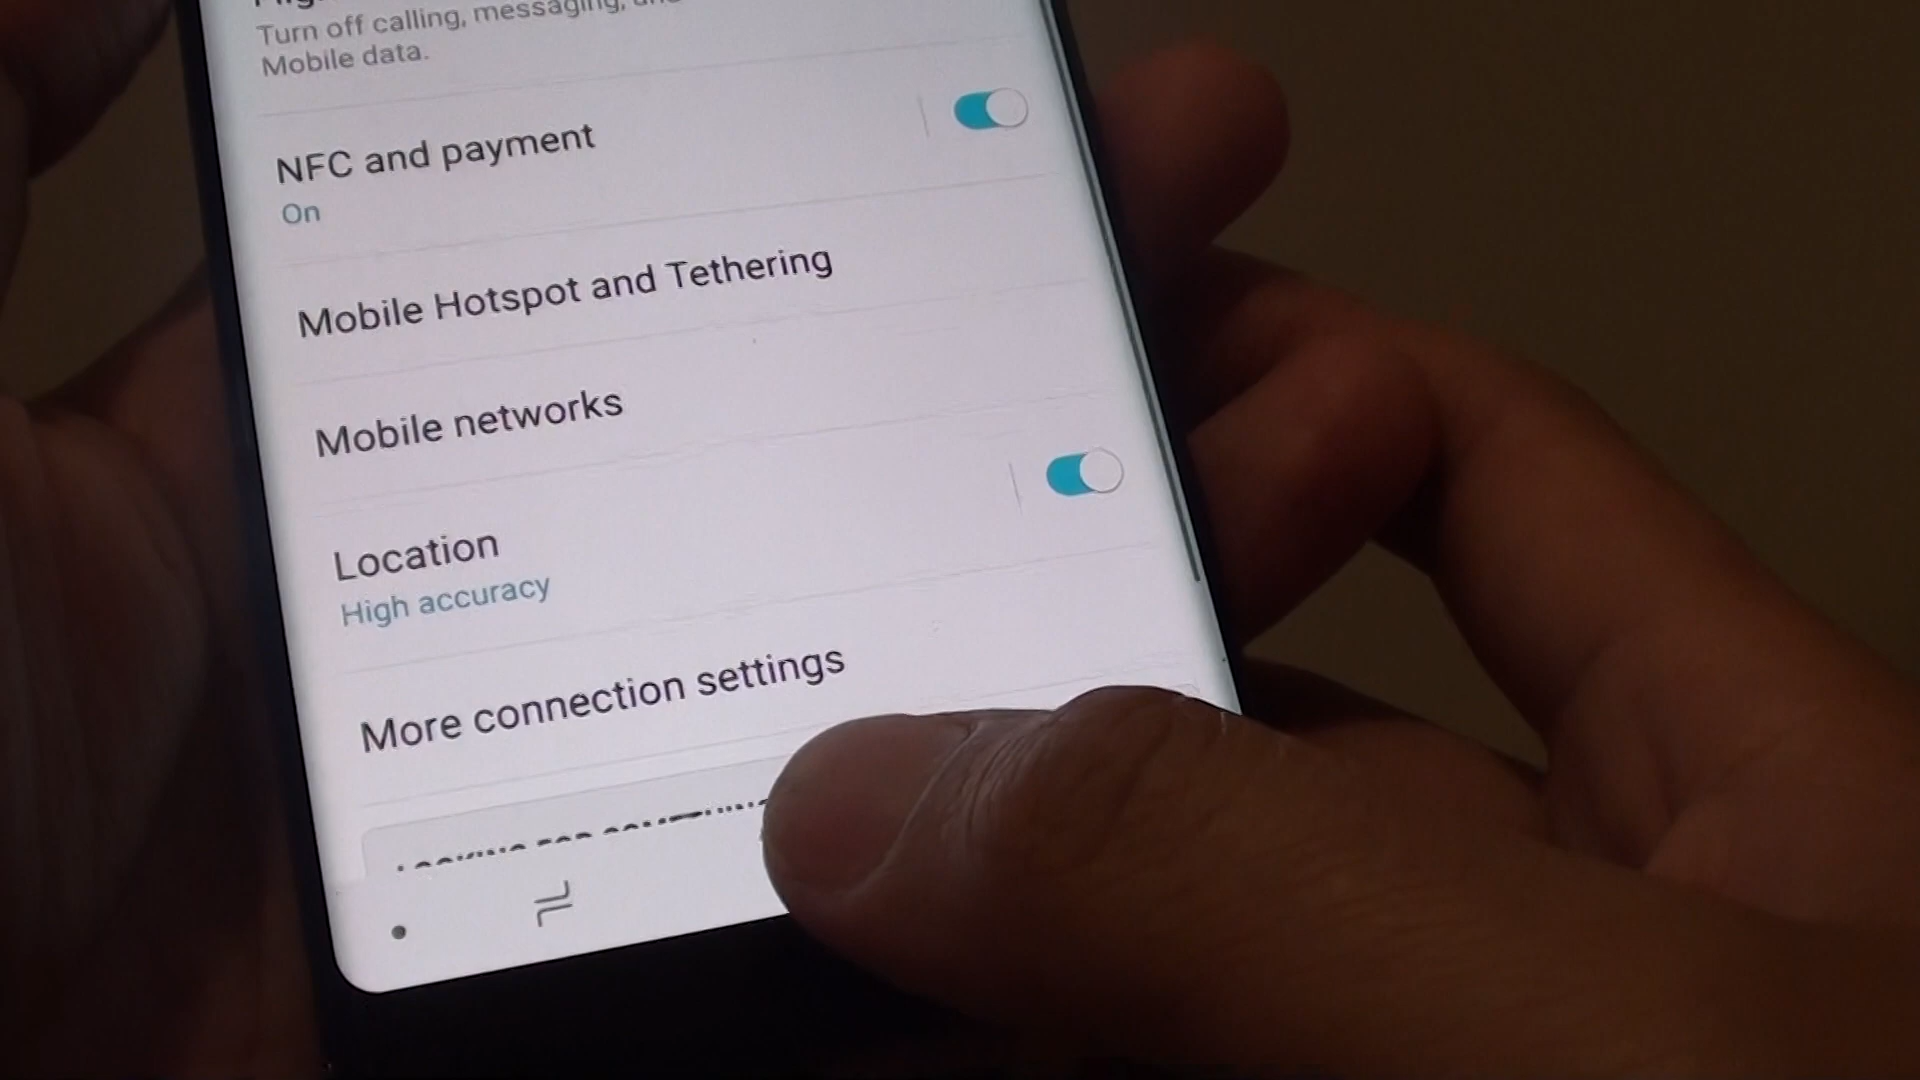 Turn off calling, messaging,
Mobile data.
NFC and payment
On
Mobile Hotspot and Tethering
Mobile networks
Location
High accuracy
More connection settings